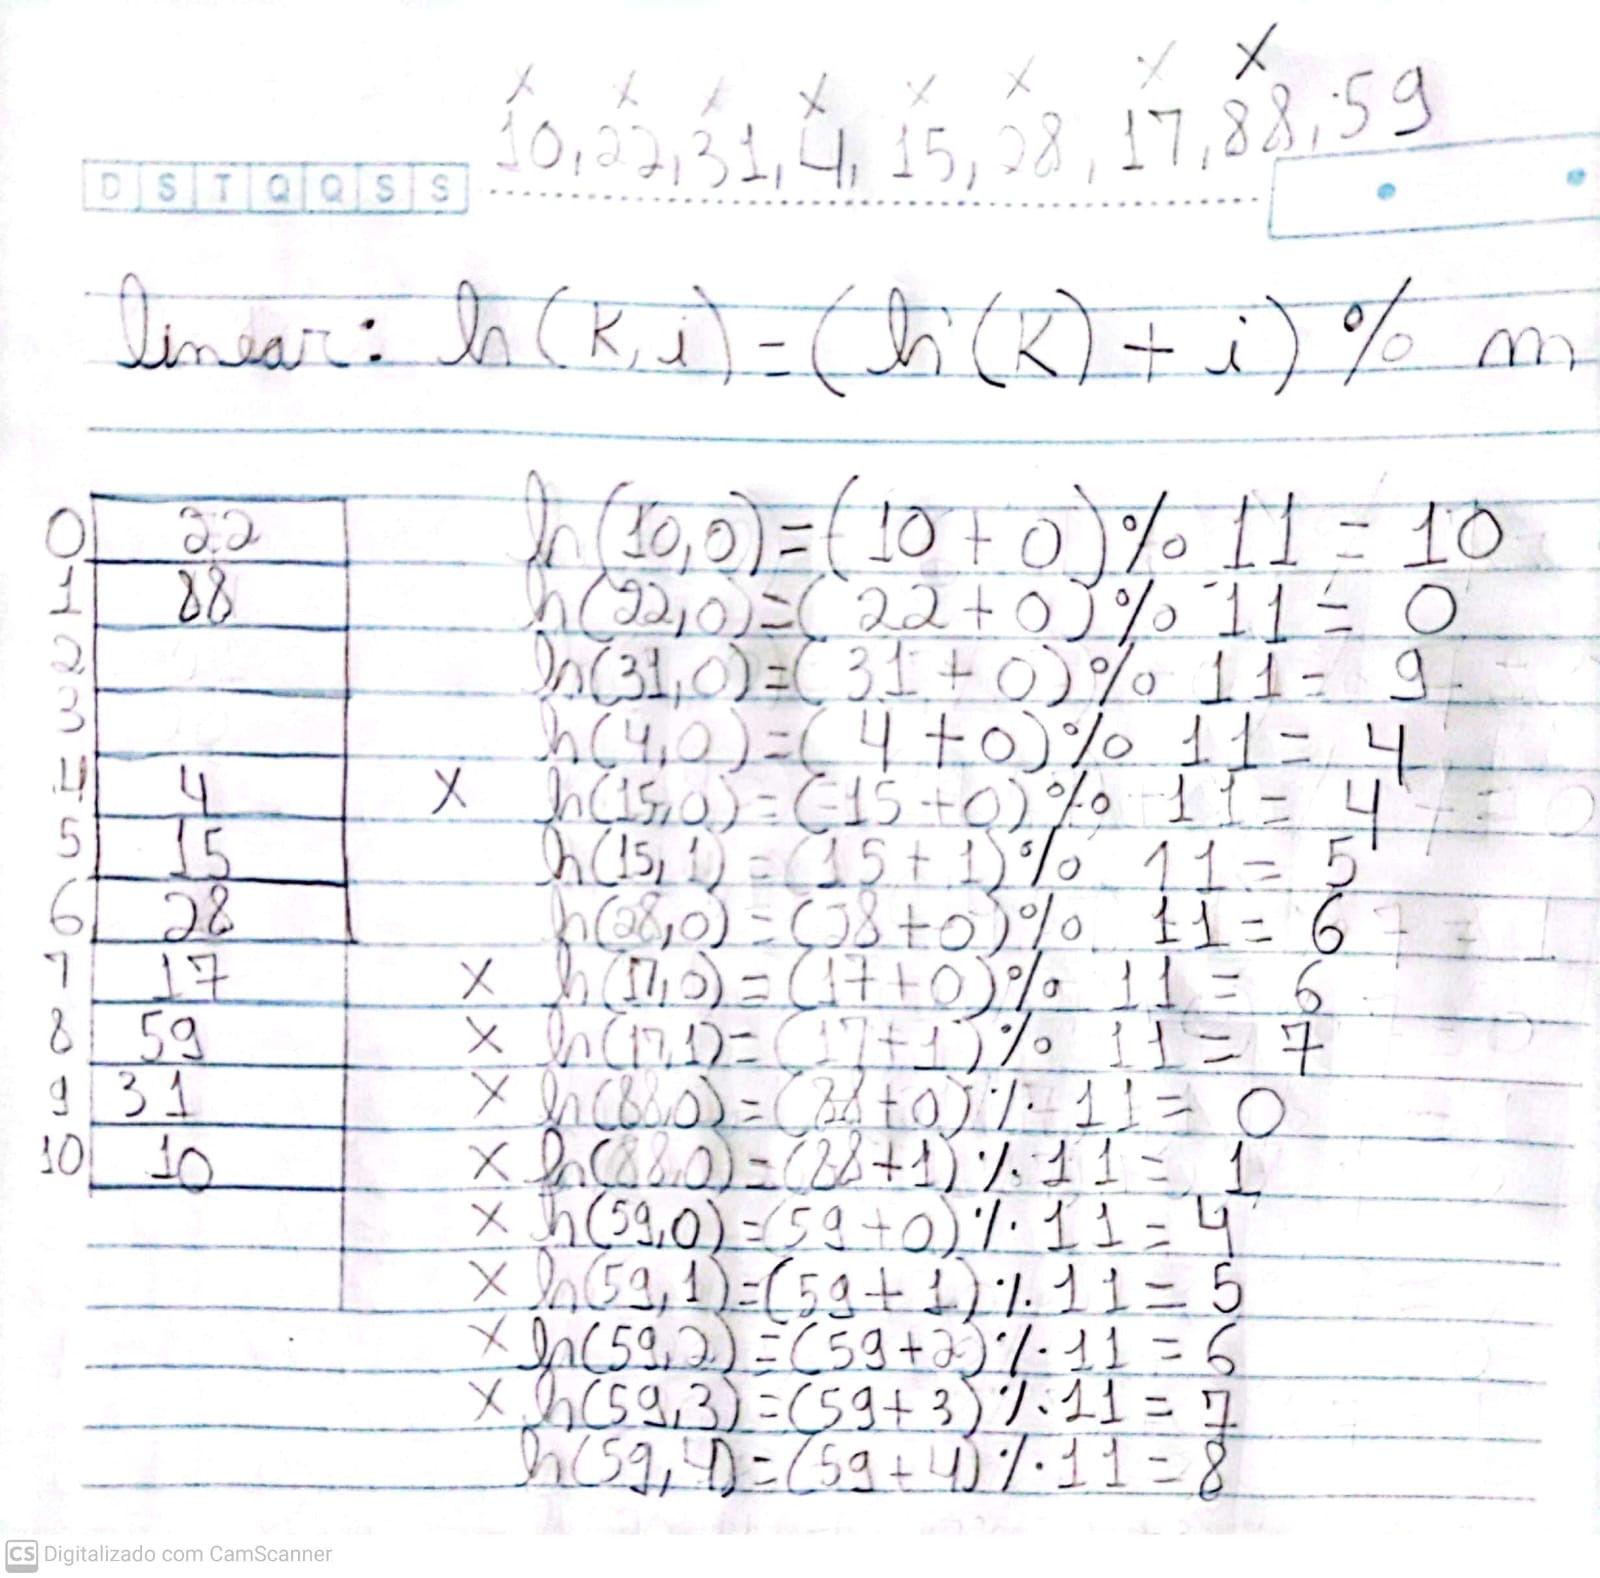 x x x x x x x x
10, 22, 31, 4, 15, 28, 17, 88, 59
D S T Q Q S S
linear: h(k,i)=(h(k)+i) % m
0 22 h(10,0)=(10+0)% 11 = 10
1 88 h(22,0)=(22+0)% 11 = 0
2 h(31,0)=(31+0)% 11 = 9
3 h(4,0)=(4+0)% 11 = 4
4 4 x h(15,0)=(15+0)% 11 = 4
5 15 h(15,1)=(15+1)% 11 = 5
6 28 h(28,0)=(28+0)% 11 = 6
7 17 x h(17,0)=(17+0)% 11 = 6
8 59 x h(17,1)=(17+1)% 11 = 7
9 31 x h(88,0)=(88+0)% 11 = 0
10 10 x h(88,0)=(88+1)% 11 = 1
x h(59,0)=(59+0)% 11 = 4
x h(59,1)=(59+1)% 11 = 5
x h(59,2)=(59+2)% 11 = 6
x h(59,3)=(59+3)% 11 = 7
h(59,4)=(59+4)% 11 = 8
CS Digitalizado com CamScanner